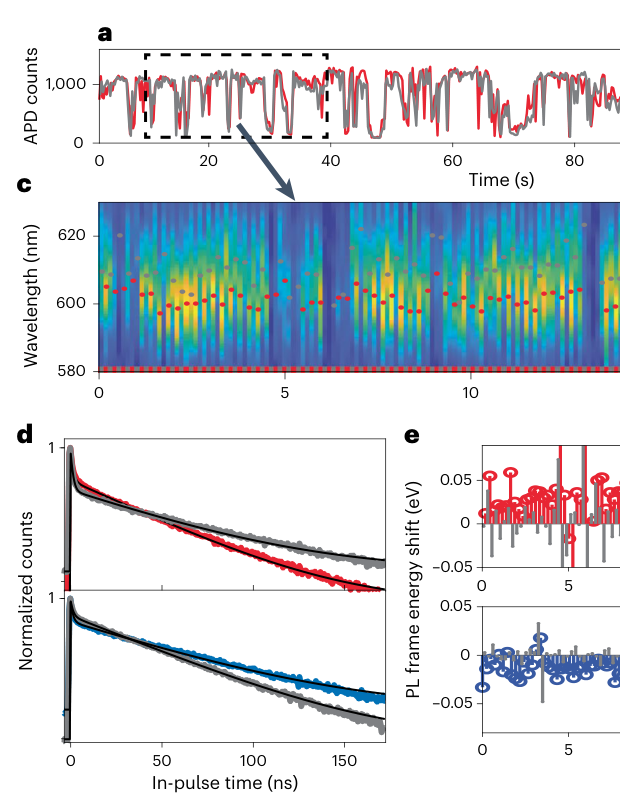 a
APD counts
1,000
0
0
20
40
60
80
Time (s)
c
Wavelength (nm)
620
600
580
0
5
10
d
Normalized counts
1
1
0
50
100
150
In-pulse time (ns)
e
PL frame energy shift (eV)
0.05
0
−0.05
0
5
0.05
0
−0.05
0
5